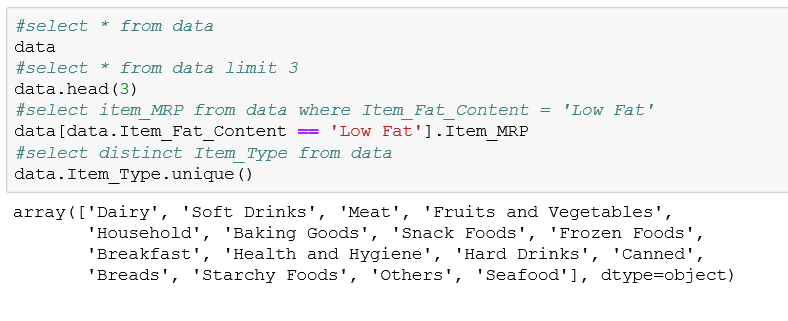 #select * from data
data
#select * from data limit 3
data.head(3)
#select item_MRP from data where Item_Fat_Content = 'Low Fat'
data[data.Item_Fat_Content == 'Low Fat'].Item_MRP
#select distinct Item_Type from data
data.Item_Type.unique()
array(['Dairy', 'Soft Drinks', 'Meat', 'Fruits and Vegetables',
'Household', 'Baking Goods', 'Snack Foods', 'Frozen Foods',
'Breakfast', 'Health and Hygiene', 'Hard Drinks', 'Canned',
'Breads', 'Starchy Foods', 'Others', 'Seafood'], dtype=object)